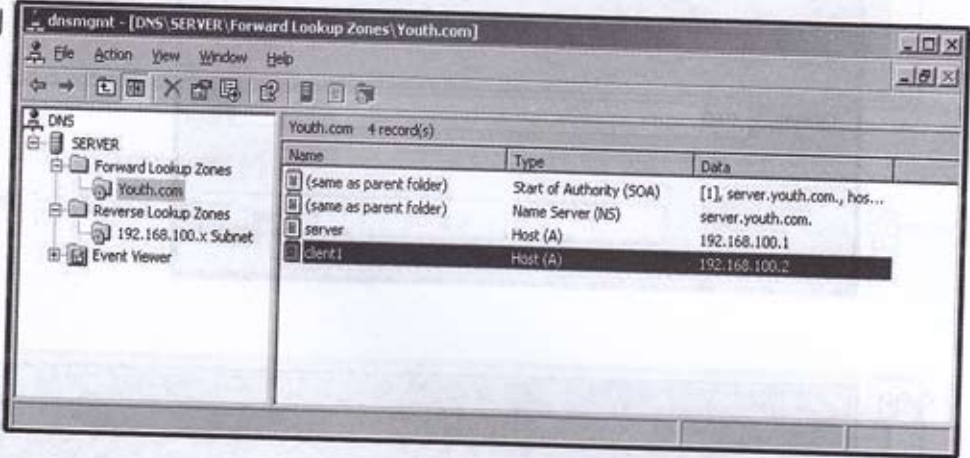 dnsmgmt - [DNS\SERVER\Forward Lookup Zones\Youth.com]
File Action View Window Help
DNS
SERVER
Forward Lookup Zones
Youth.com
Reverse Lookup Zones
192.168.100.x Subnet
Event Viewer
Youth.com 4 record(s)
Name Type Data
(same as parent folder) Start of Authority (SOA) [1], server.youth.com., hos...
(same as parent folder) Name Server (NS) server.youth.com.
server Host (A) 192.168.100.1
client1 Host (A) 192.168.100.2